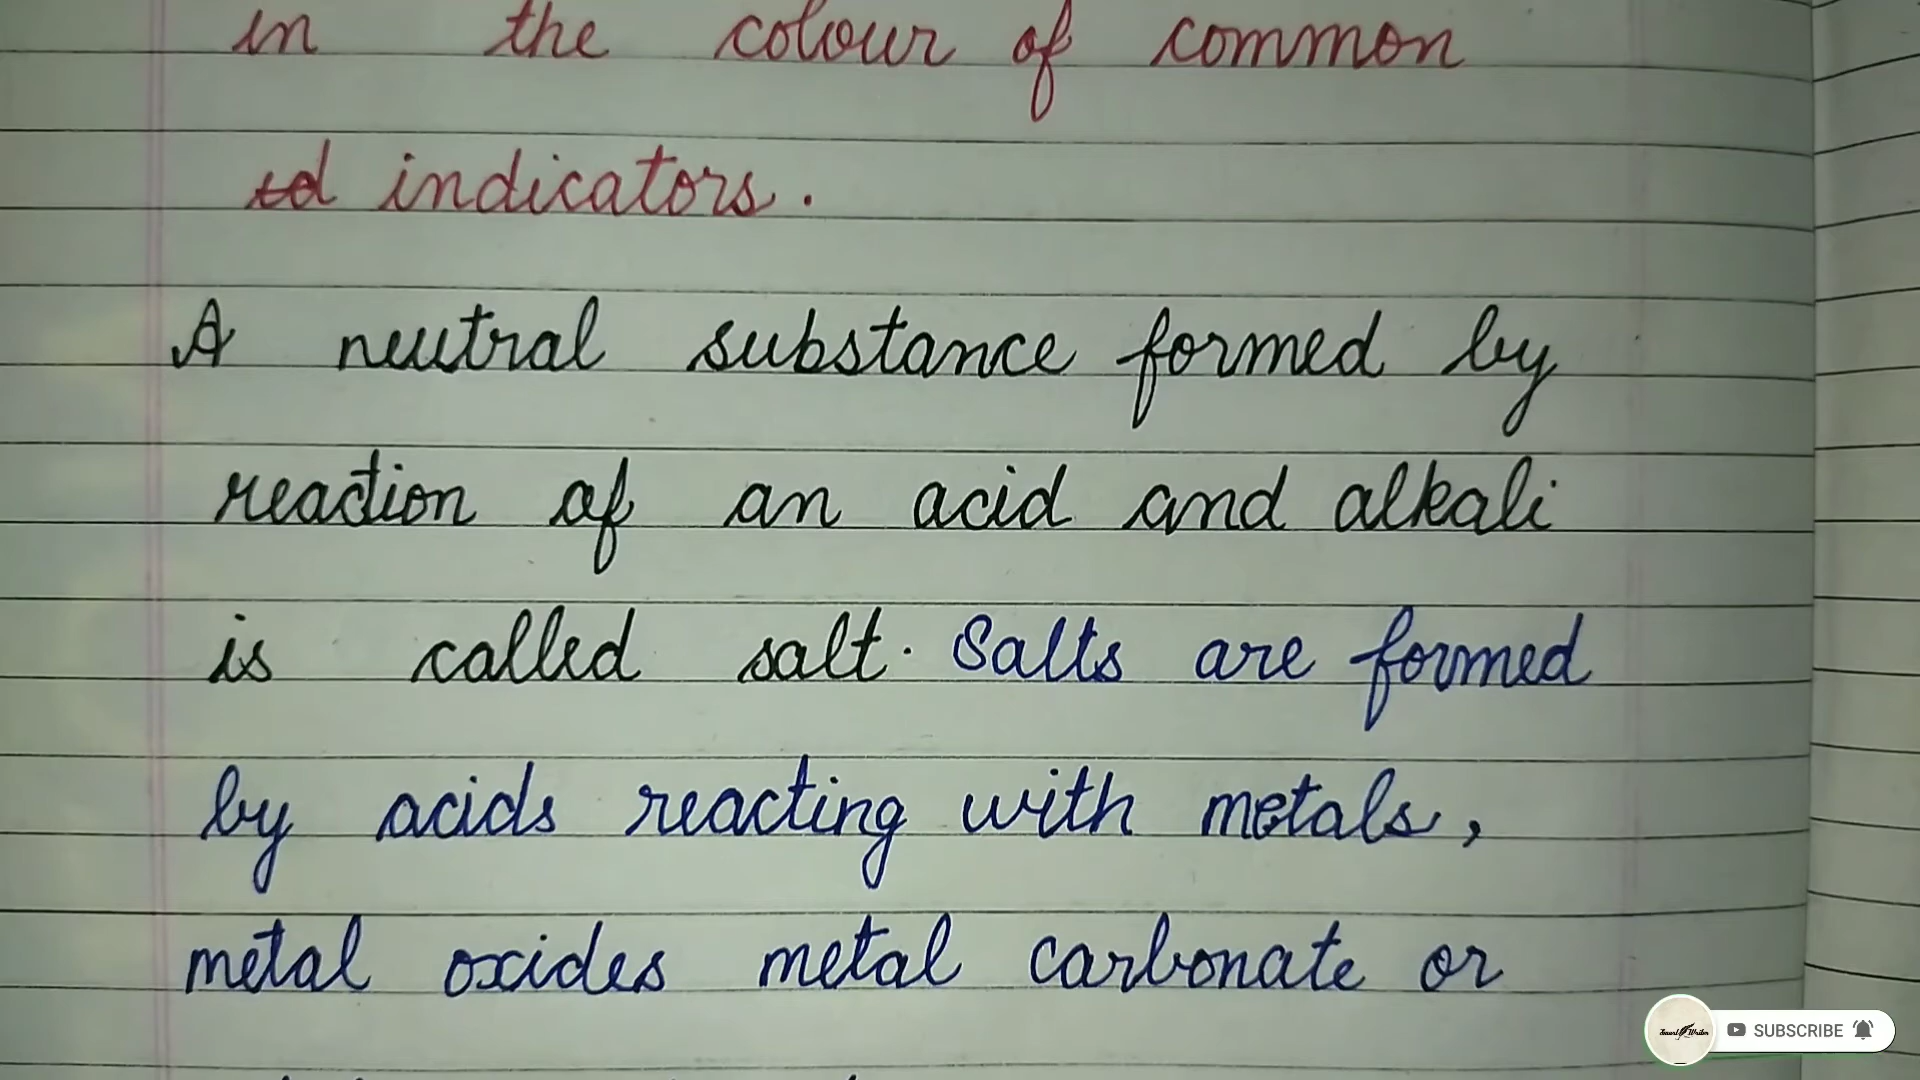 in the colour of common
td indicators.
A neutral substance formed by
reaction of an acid and alkali
is called salt. Salts are formed
by acids reacting with metals,
metal oxides metal carbonate or
SUBSCRIBE